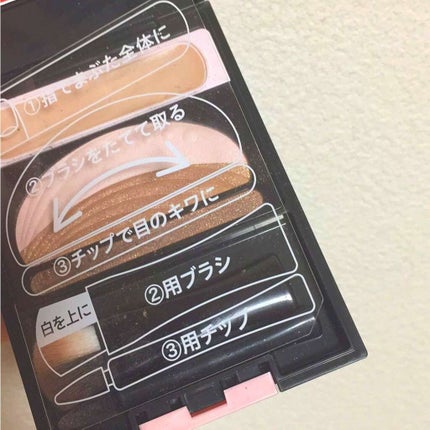 ①指でまぶた全体に
②ブラシをたてて取る
③チップで目のキワに
②用ブラシ
白を上に
③用チップ